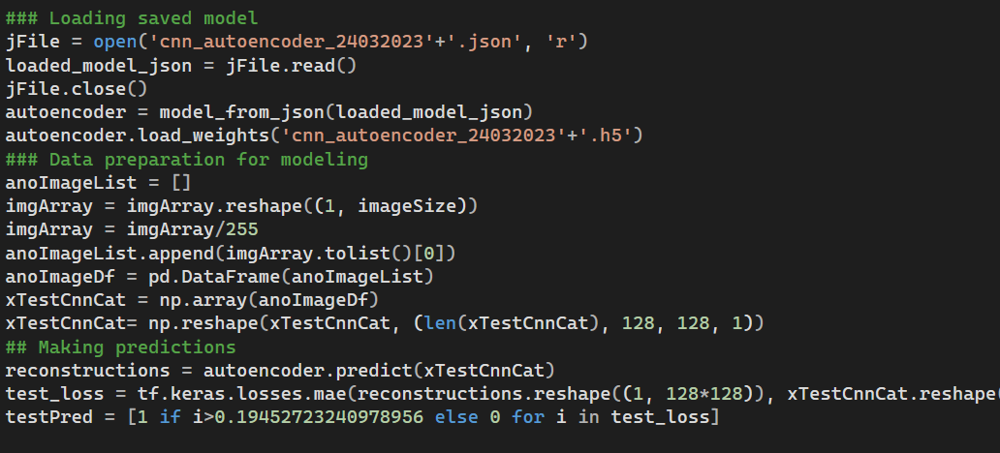 ### Loading saved model
jFile = open('cnn_autoencoder_24032023'+'.json', 'r')
loaded_model_json = jFile.read()
jFile.close()
autoencoder = model_from_json(loaded_model_json)
autoencoder.load_weights('cnn_autoencoder_24032023'+'.h5')
### Data preparation for modeling
anoImageList = []
imgArray = imgArray.reshape((1, imageSize))
imgArray = imgArray/255
anoImageList.append(imgArray.tolist()[0])
anoImageDf = pd.DataFrame(anoImageList)
xTestCnnCat = np.array(anoImageDf)
xTestCnnCat= np.reshape(xTestCnnCat, (len(xTestCnnCat), 128, 128, 1))
## Making predictions
reconstructions = autoencoder.predict(xTestCnnCat)
test_loss = tf.keras.losses.mae(reconstructions.reshape((1, 128*128)), xTestCnnCat.reshape(
testPred = [1 if i>0.19452723240978956 else 0 for i in test_loss]